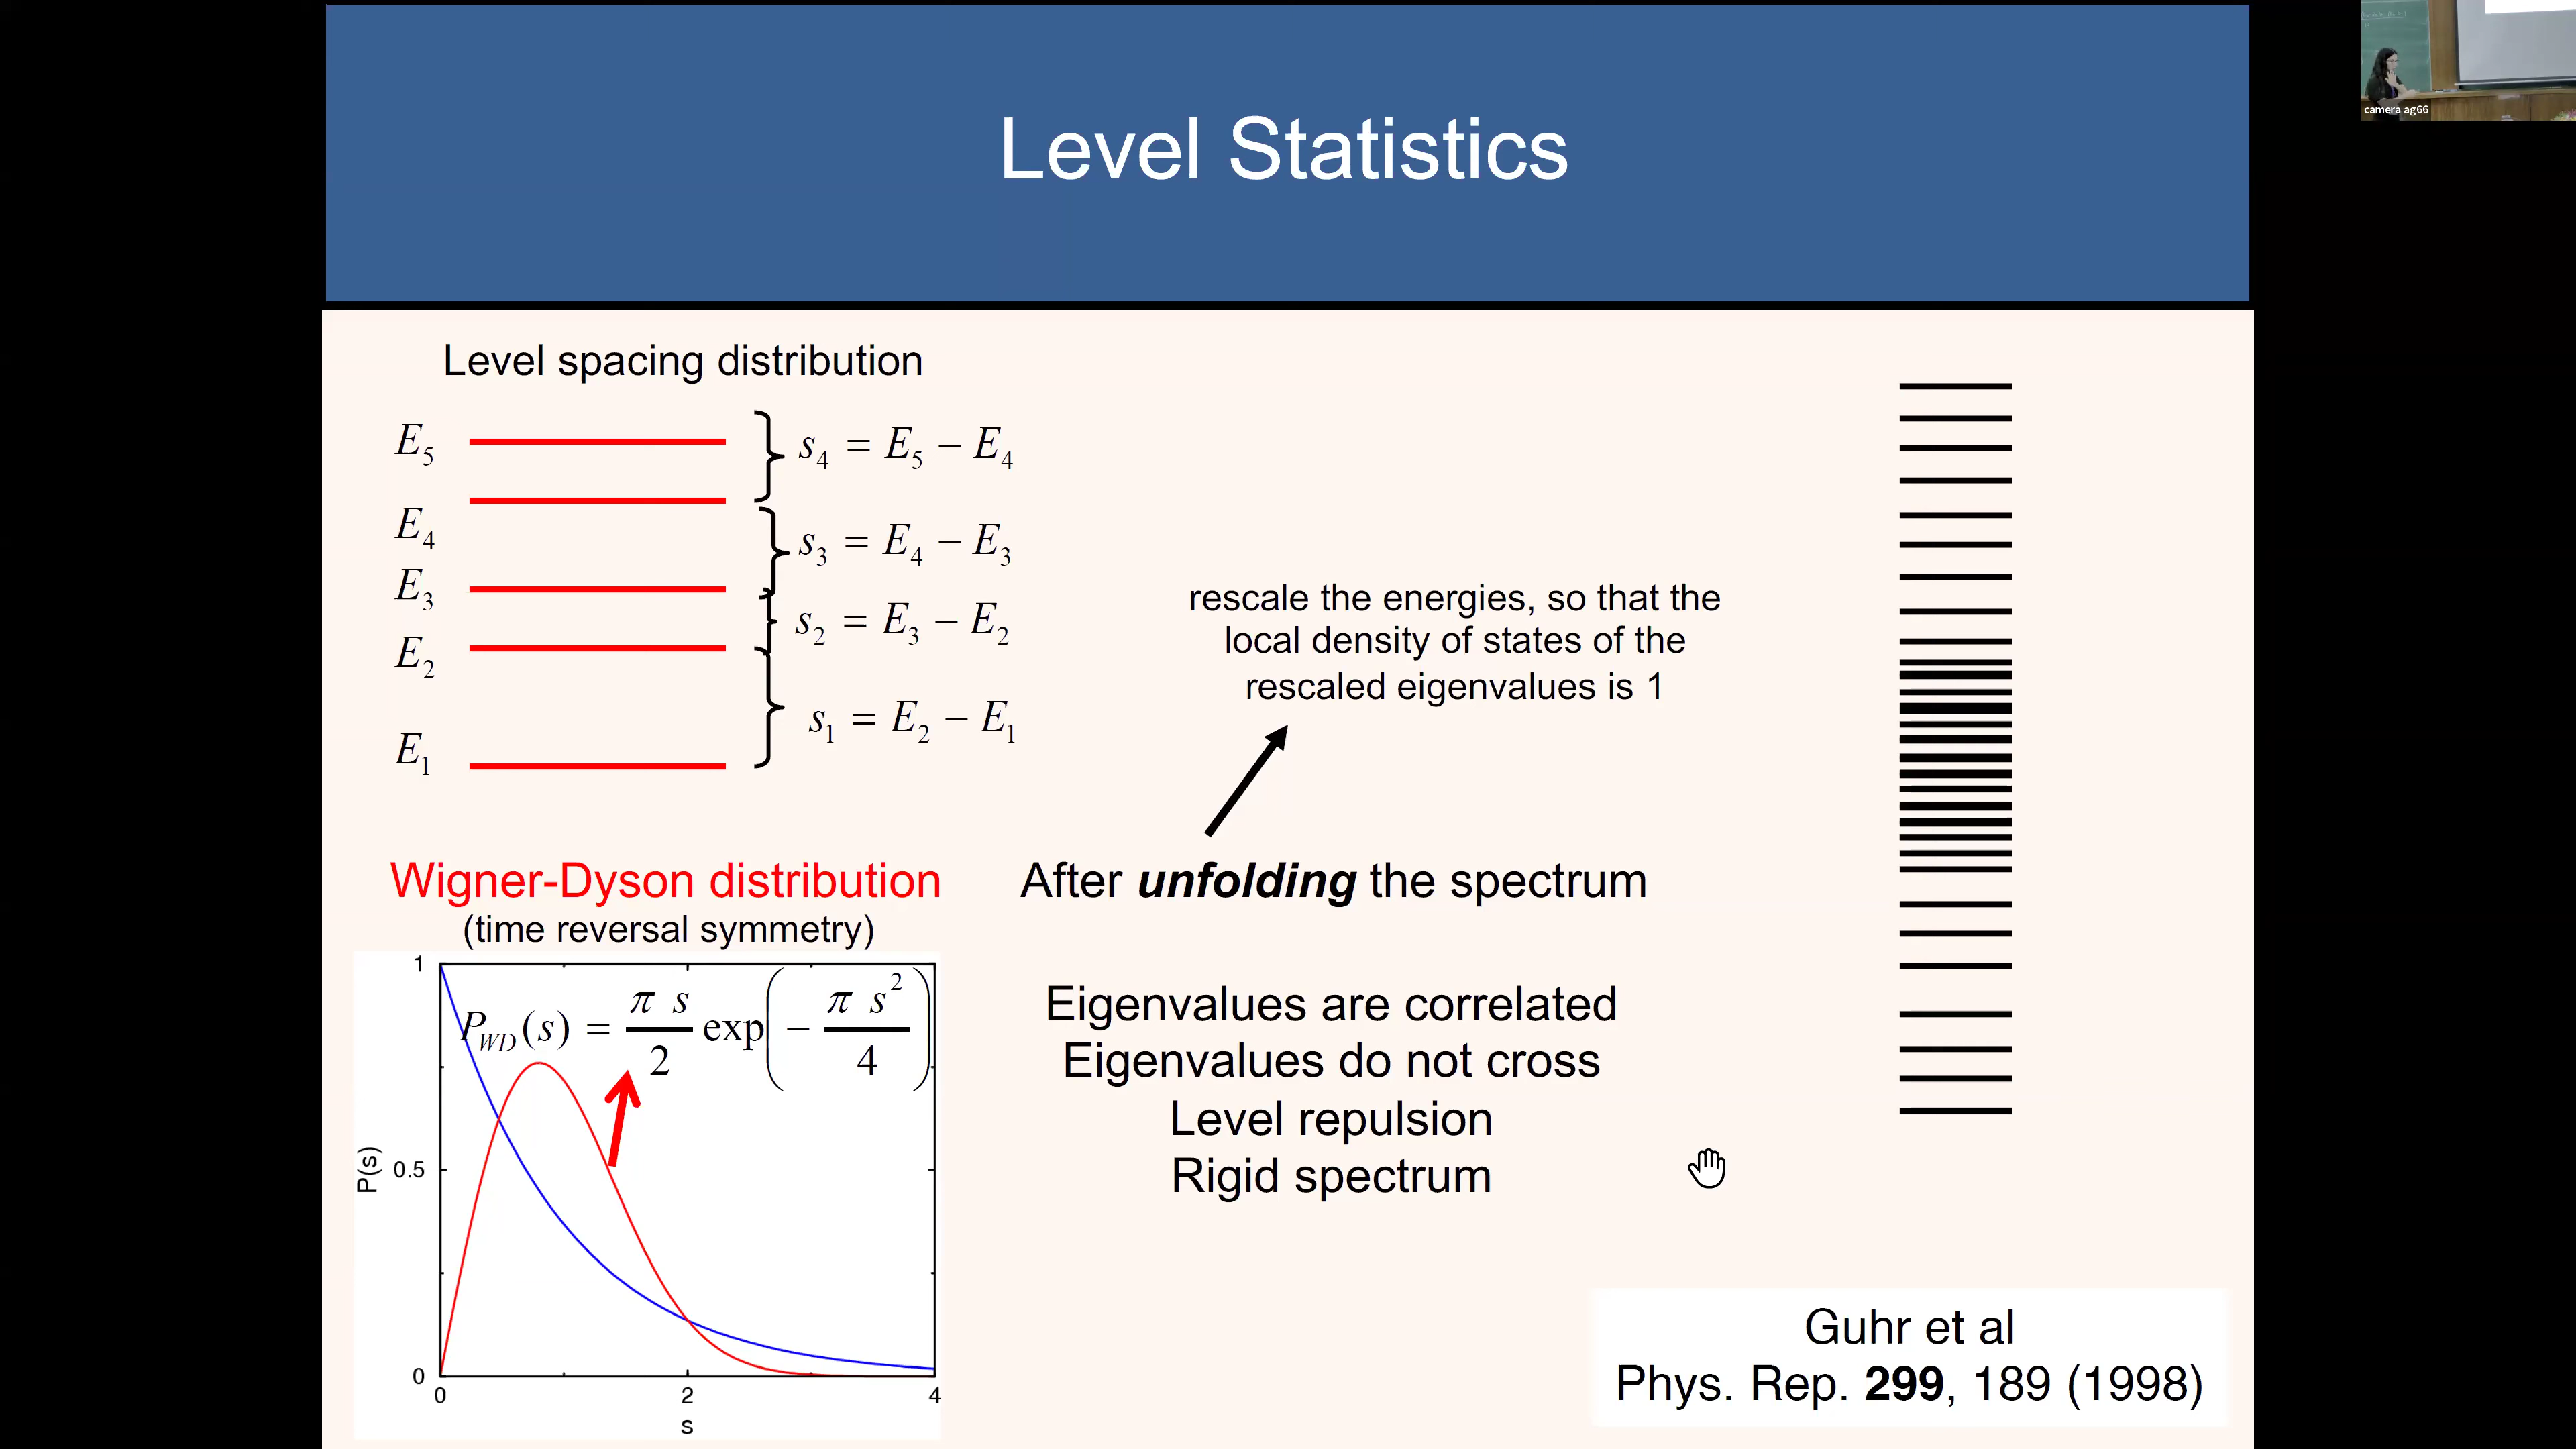 camera ag66
Level Statistics
Level spacing distribution
E₅
s₄ = E₅ − E₄
E₄
s₃ = E₄ − E₃
E₃
s₂ = E₃ − E₂
E₂
s₁ = E₂ − E₁
E₁
rescale the energies, so that the
local density of states of the
rescaled eigenvalues is 1
Wigner-Dyson distribution
(time reversal symmetry)
After unfolding the spectrum
P_WD(s) = π s / 2 exp(− π s² / 4)
1
0.5
0
P(s)
0 2 4
s
Eigenvalues are correlated
Eigenvalues do not cross
Level repulsion
Rigid spectrum
Guhr et al
Phys. Rep. 299, 189 (1998)